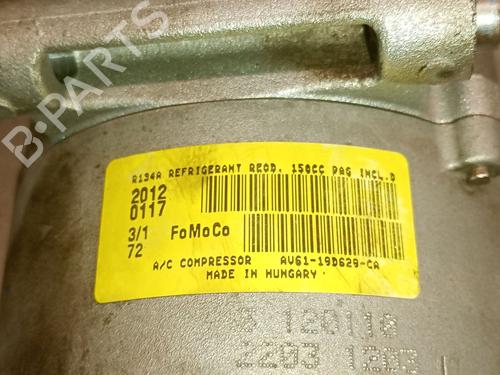 B-PARTS
R134A REFRIGERANT REQD. 150CC PAG INCL.D
2012
0117
3/1
72
FoMoCo
A/C COMPRESSOR AV61-19D629-CA
MADE IN HUNGARY
120110
2203